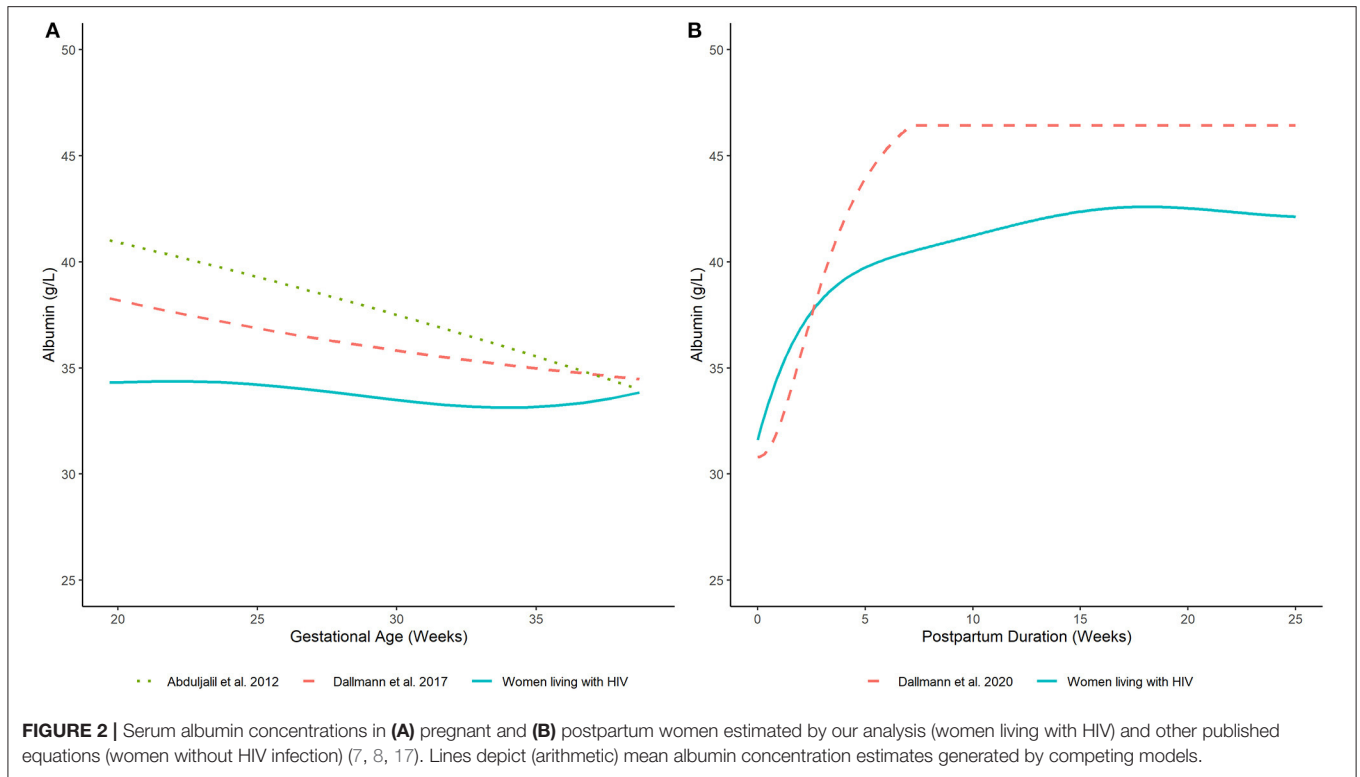 A
50
45
40
35
30
25
Albumin (g/L)
20 25 30 35
Gestational Age (Weeks)
Abduljalil et al. 2012 Dallmann et al. 2017 Women living with HIV
B
50
45
40
35
30
25
Albumin (g/L)
0 5 10 15 20 25
Postpartum Duration (Weeks)
Dallmann et al. 2020 Women living with HIV
FIGURE 2 | Serum albumin concentrations in (A) pregnant and (B) postpartum women estimated by our analysis (women living with HIV) and other published
equations (women without HIV infection) (7, 8, 17). Lines depict (arithmetic) mean albumin concentration estimates generated by competing models.